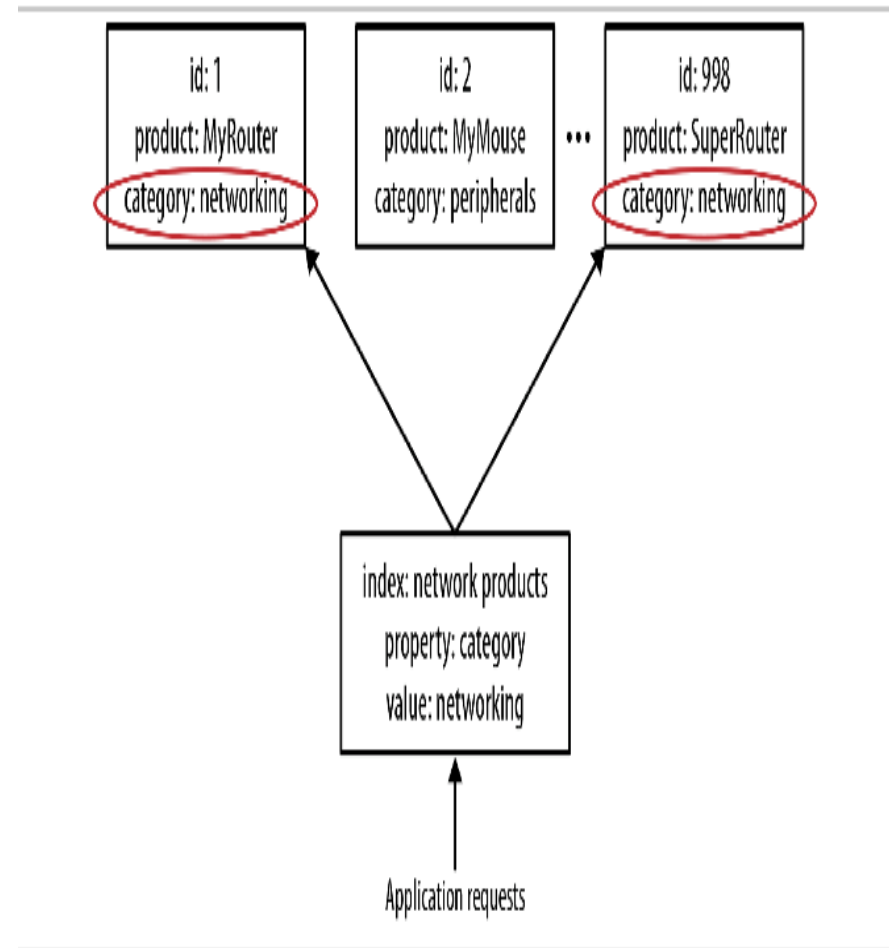 id: 1
product: MyRouter
category: networking
id: 2
product: MyMouse
category: peripherals
...
id: 998
product: SuperRouter
category: networking
index: network products
property: category
value: networking
Application requests